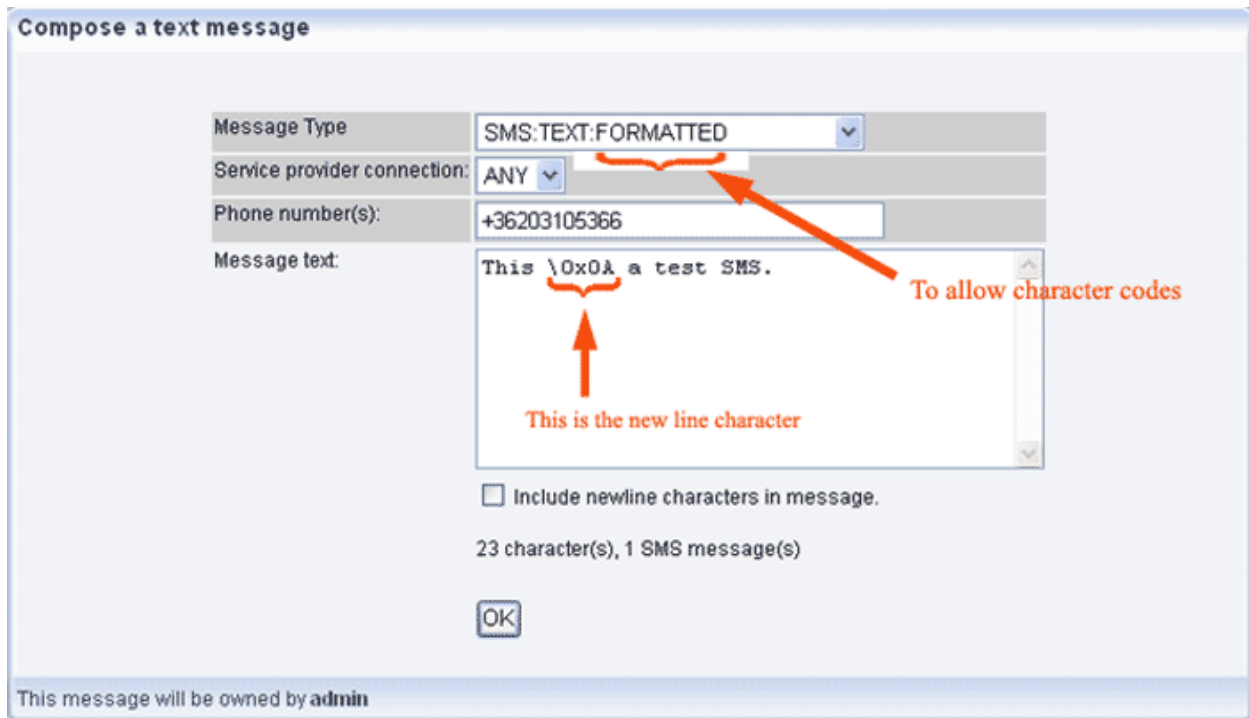 Compose a text message
Message Type SMS:TEXT:FORMATTED
Service provider connection: ANY
Phone number(s): +36203105366
Message text: This \0x0A a test SMS.
To allow character codes
This is the new line character
Include newline characters in message.
23 character(s), 1 SMS message(s)
OK
This message will be owned by admin